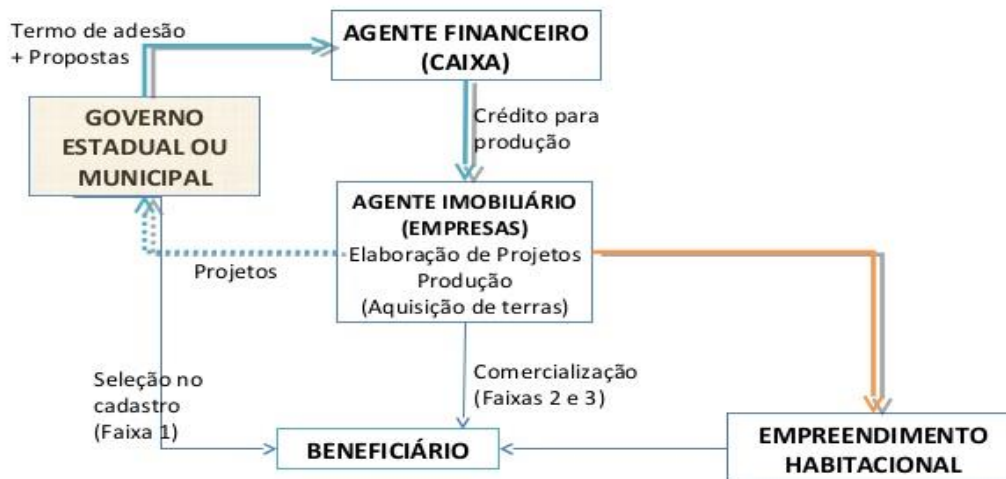 Termo de adesão
+ Propostas
AGENTE FINANCEIRO
(CAIXA)
GOVERNO
ESTADUAL OU
MUNICIPAL
Crédito para
produção
AGENTE IMOBILIÁRIO
(EMPRESAS)
Elaboração de Projetos
Produção
(Aquisição de terras)
Projetos
Seleção no
cadastro
(Faixa 1)
Comercialização
(Faixas 2 e 3)
BENEFICIÁRIO
EMPREENDIMENTO
HABITACIONAL